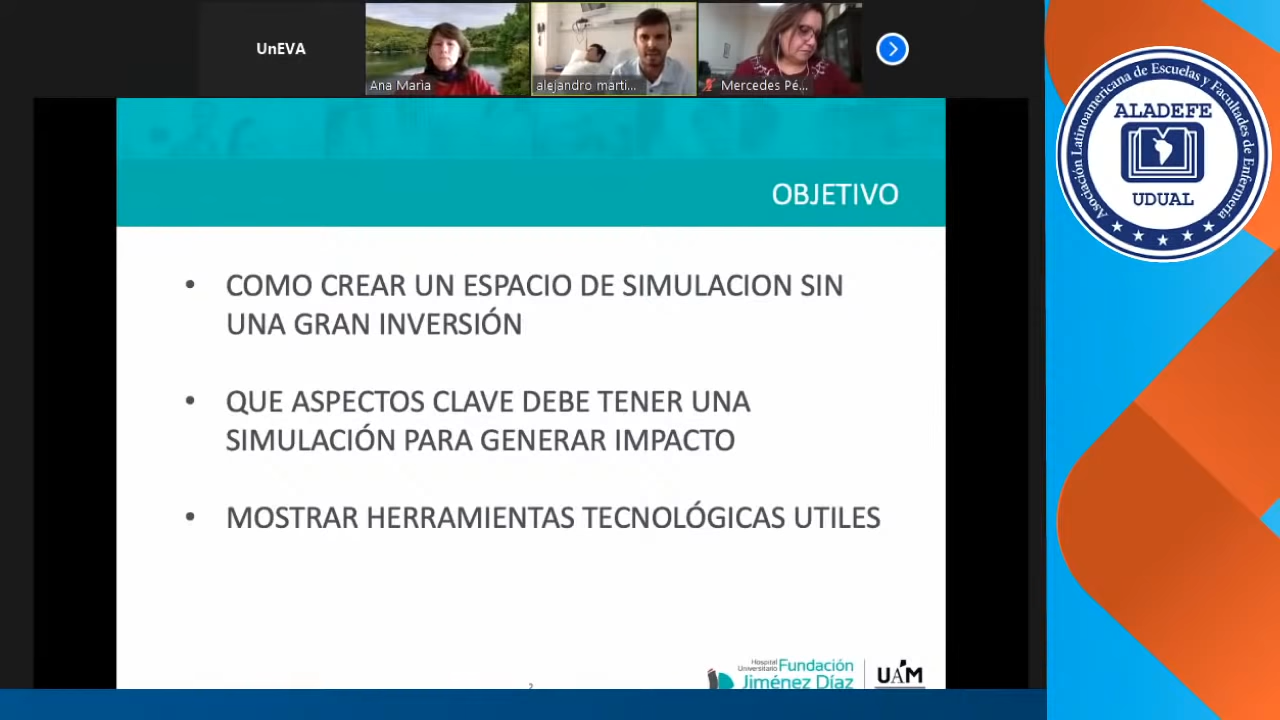 UnEVA
Ana Maria
alejandro marti...
Mercedes Pé...
Asociación Latinoamericana de Escuelas y Facultades de Enfermería
ALADEFE
UDUAL
OBJETIVO
• COMO CREAR UN ESPACIO DE SIMULACION SIN
UNA GRAN INVERSIÓN
• QUE ASPECTOS CLAVE DEBE TENER UNA
SIMULACIÓN PARA GENERAR IMPACTO
• MOSTRAR HERRAMIENTAS TECNOLÓGICAS UTILES
2
Hospital
Universitario
Fundación
Jiménez Díaz
UAM